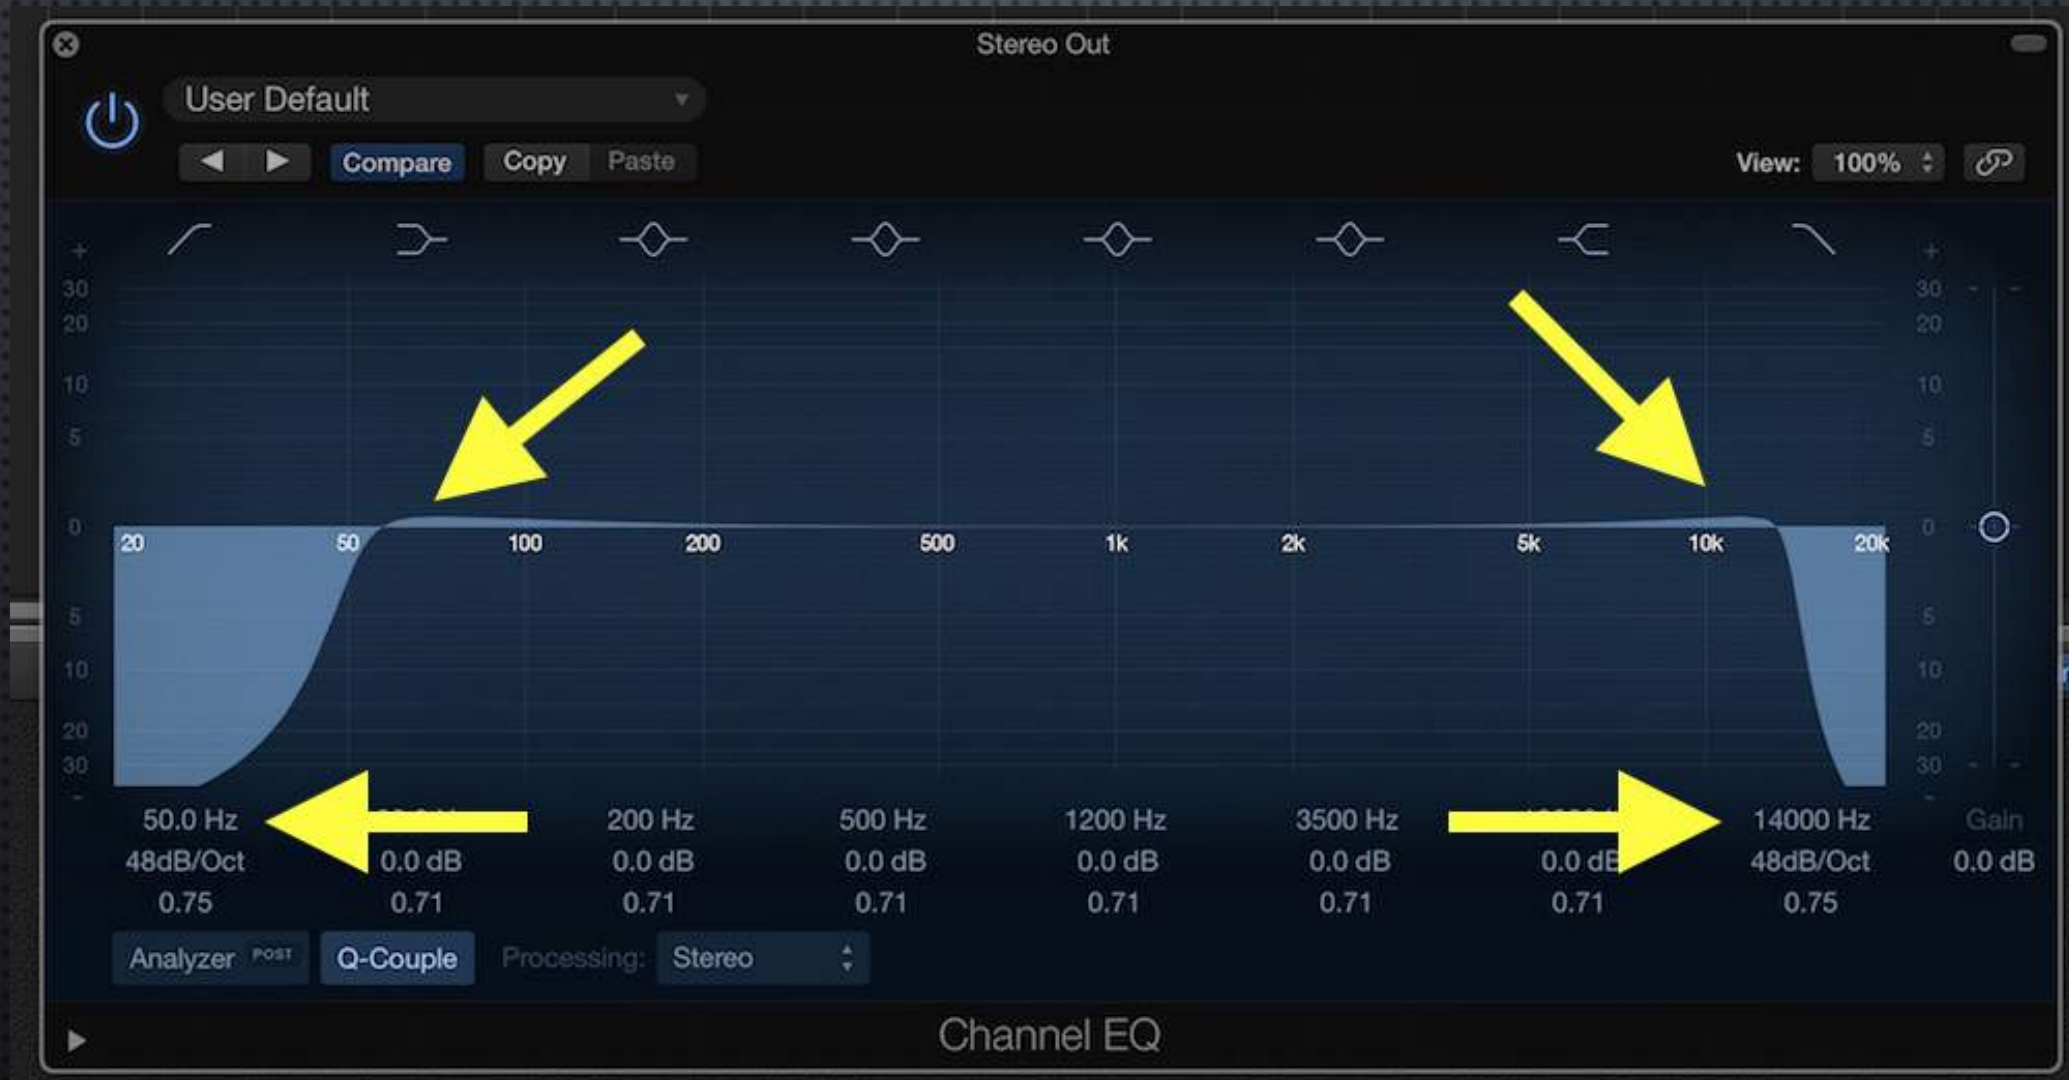 Stereo Out
User Default
Compare Copy Paste
View: 100%
+ +
30 30
20 20
10 10
5 5
0 0
20 50 100 200 500 1k 2k 5k 10k 20k
5 5
10 10
20 20
30 30
- -
50.0 Hz 200 Hz 500 Hz 1200 Hz 3500 Hz 14000 Hz Gain
48dB/Oct 0.0 dB 0.0 dB 0.0 dB 0.0 dB 0.0 dB 0.0 dB 48dB/Oct 0.0 dB
0.75 0.71 0.71 0.71 0.71 0.71 0.71 0.75
Analyzer POST Q-Couple Processing: Stereo
Channel EQ